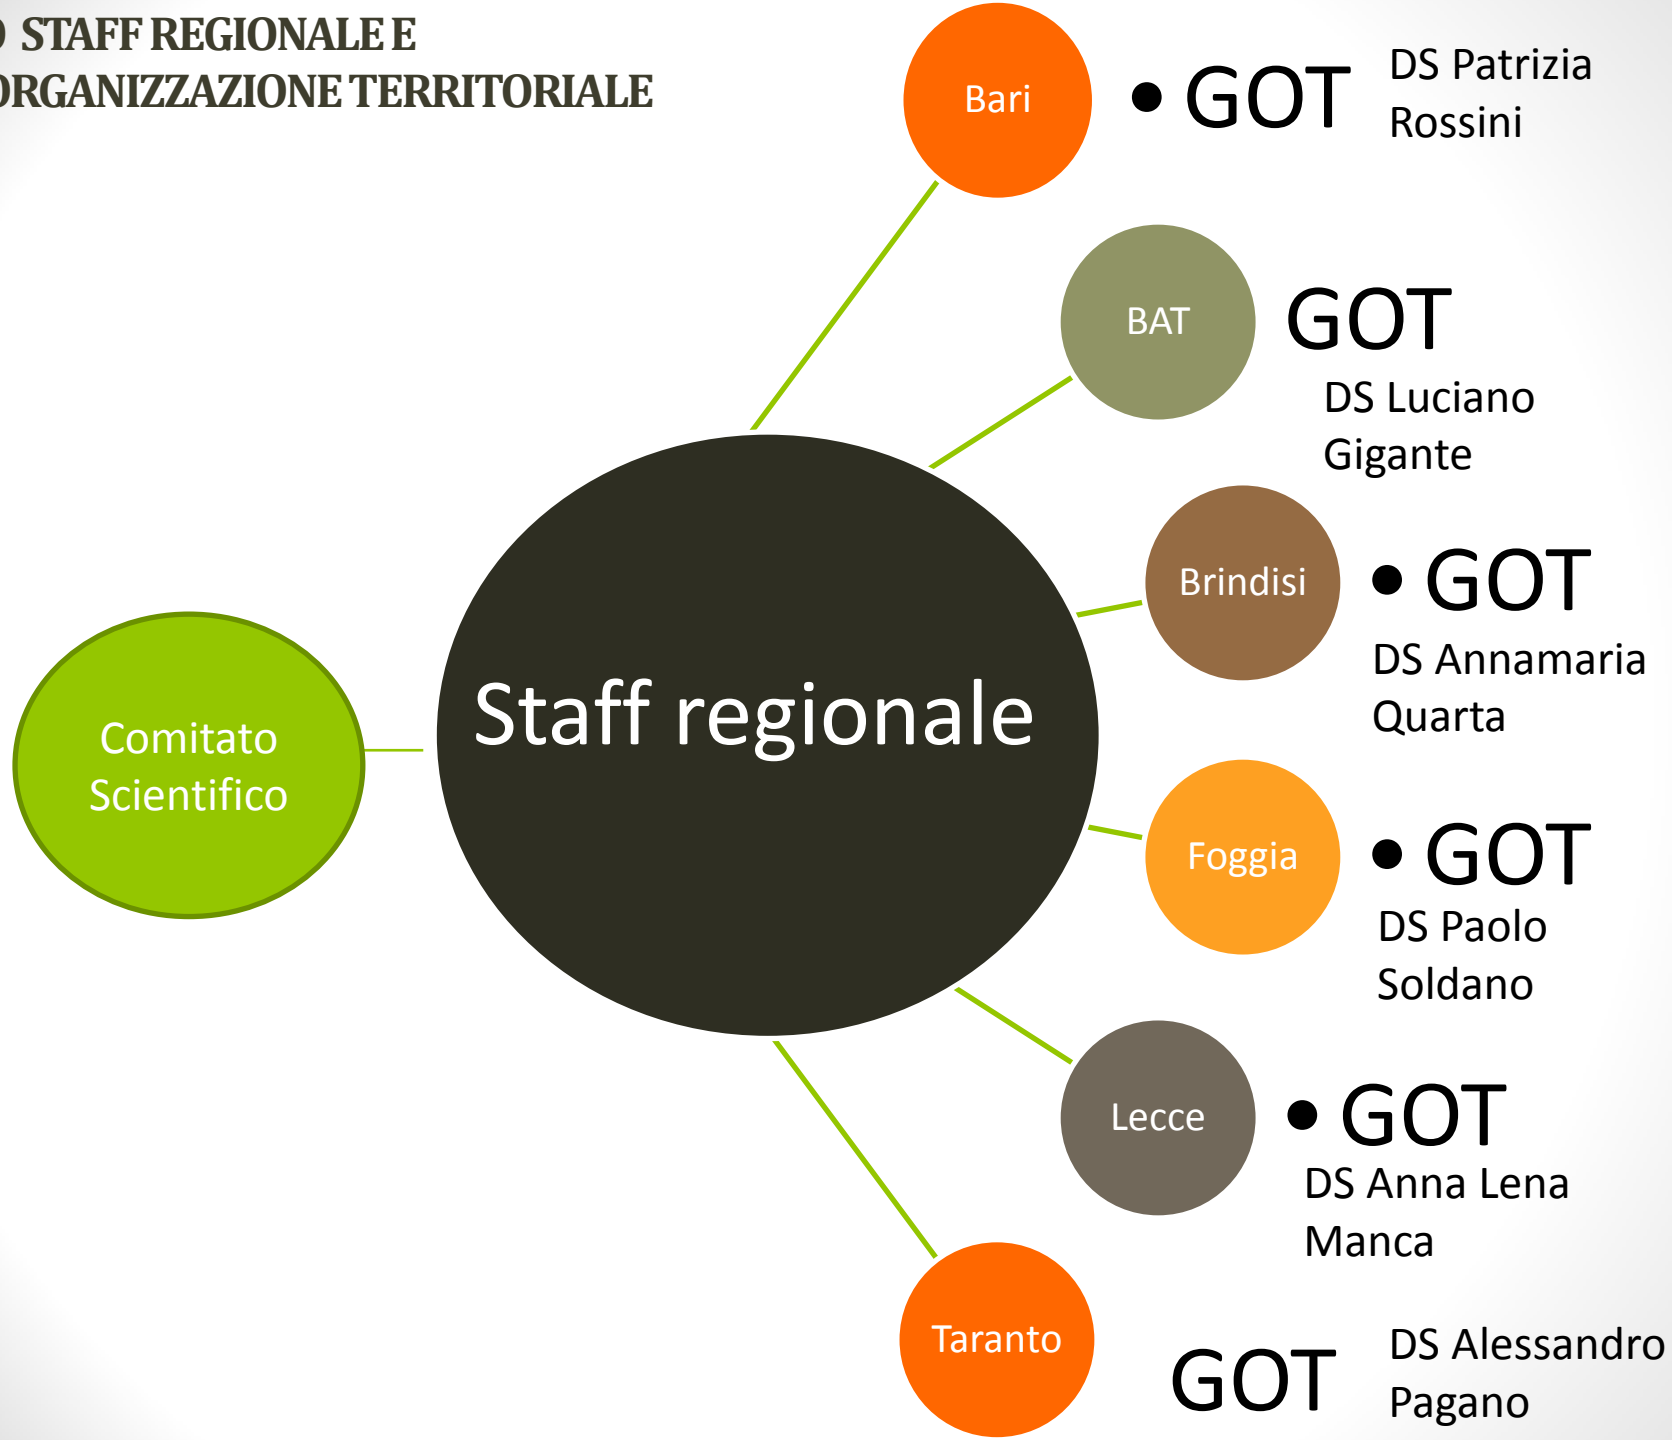 STAFF REGIONALE E
ORGANIZZAZIONE TERRITORIALE
Bari
• GOT
DS Patrizia
Rossini
BAT
GOT
DS Luciano
Gigante
Brindisi
• GOT
DS Annamaria
Quarta
Staff regionale
Comitato
Scientifico
Foggia
• GOT
DS Paolo
Soldano
Lecce
• GOT
DS Anna Lena
Manca
Taranto
GOT
DS Alessandro
Pagano